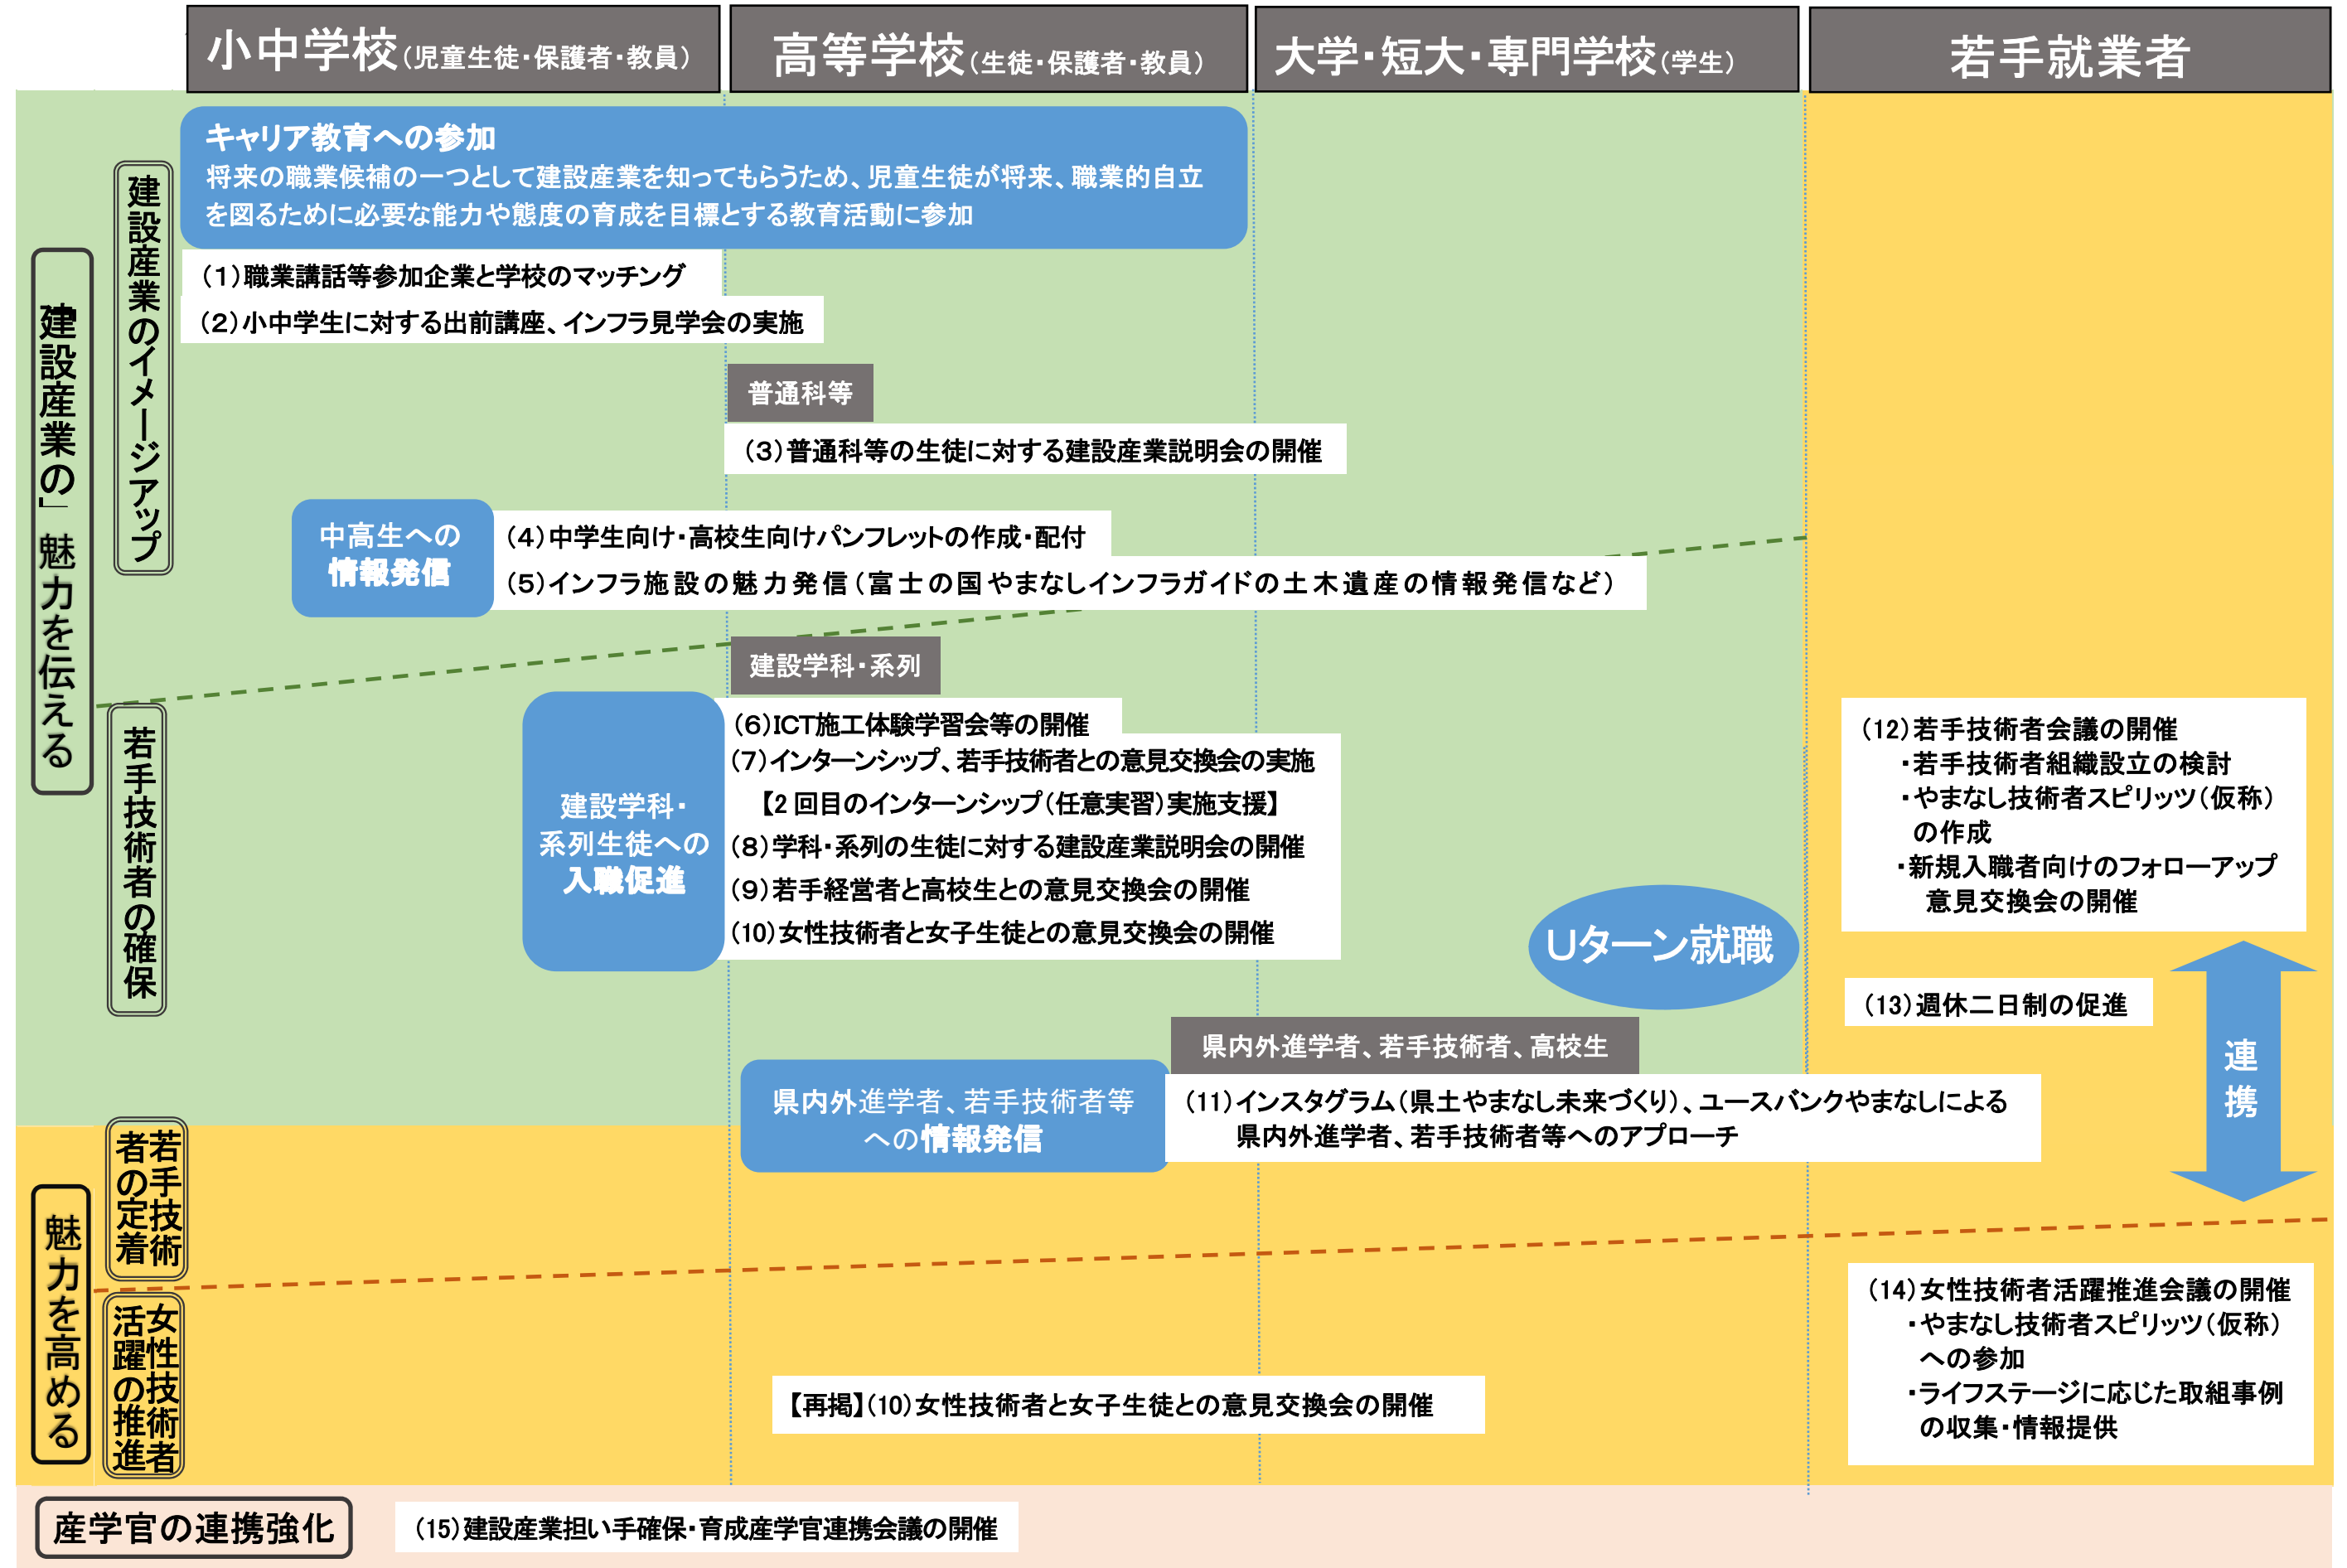 小中学校(児童生徒・保護者・教員)
高等学校(生徒・保護者・教員)
大学・短大・専門学校(学生)
若手就業者
「建設産業の」魅力を伝える
建設産業のイメージアップ
キャリア教育への参加
将来の職業候補の一つとして建設産業を知ってもらうため、児童生徒が将来、職業的自立
を図るために必要な能力や態度の育成を目標とする教育活動に参加
(1)職業講話等参加企業と学校のマッチング
(2)小中学生に対する出前講座、インフラ見学会の実施
普通科等
(3)普通科等の生徒に対する建設産業説明会の開催
中高生への
情報発信
(4)中学生向け・高校生向けパンフレットの作成・配付
(5)インフラ施設の魅力発信(富士の国やまなしインフラガイドの土木遺産の情報発信など)
若手技術者の確保
建設学科・系列
建設学科・
系列生徒への
入職促進
(6)ICT施工体験学習会等の開催
(7)インターンシップ、若手技術者との意見交換会の実施
【2回目のインターンシップ(任意実習)実施支援】
(8)学科・系列の生徒に対する建設産業説明会の開催
(9)若手経営者と高校生との意見交換会の開催
(10)女性技術者と女子生徒との意見交換会の開催
Uターン就職
(12)若手技術者会議の開催
・若手技術者組織設立の検討
・やまなし技術者スピリッツ(仮称)
の作成
・新規入職者向けのフォローアップ
意見交換会の開催
(13)週休二日制の促進
連携
県内外進学者、若手技術者、高校生
県内外進学者、若手技術者等
への情報発信
(11)インスタグラム(県土やまなし未来づくり)、ユースバンクやまなしによる
県内外進学者、若手技術者等へのアプローチ
魅力を高める
若手技術
者の定着
女性技術者
活躍の推進
【再掲】(10)女性技術者と女子生徒との意見交換会の開催
(14)女性技術者活躍推進会議の開催
・やまなし技術者スピリッツ(仮称)
への参加
・ライフステージに応じた取組事例
の収集・情報提供
産学官の連携強化
(15)建設産業担い手確保・育成産学官連携会議の開催